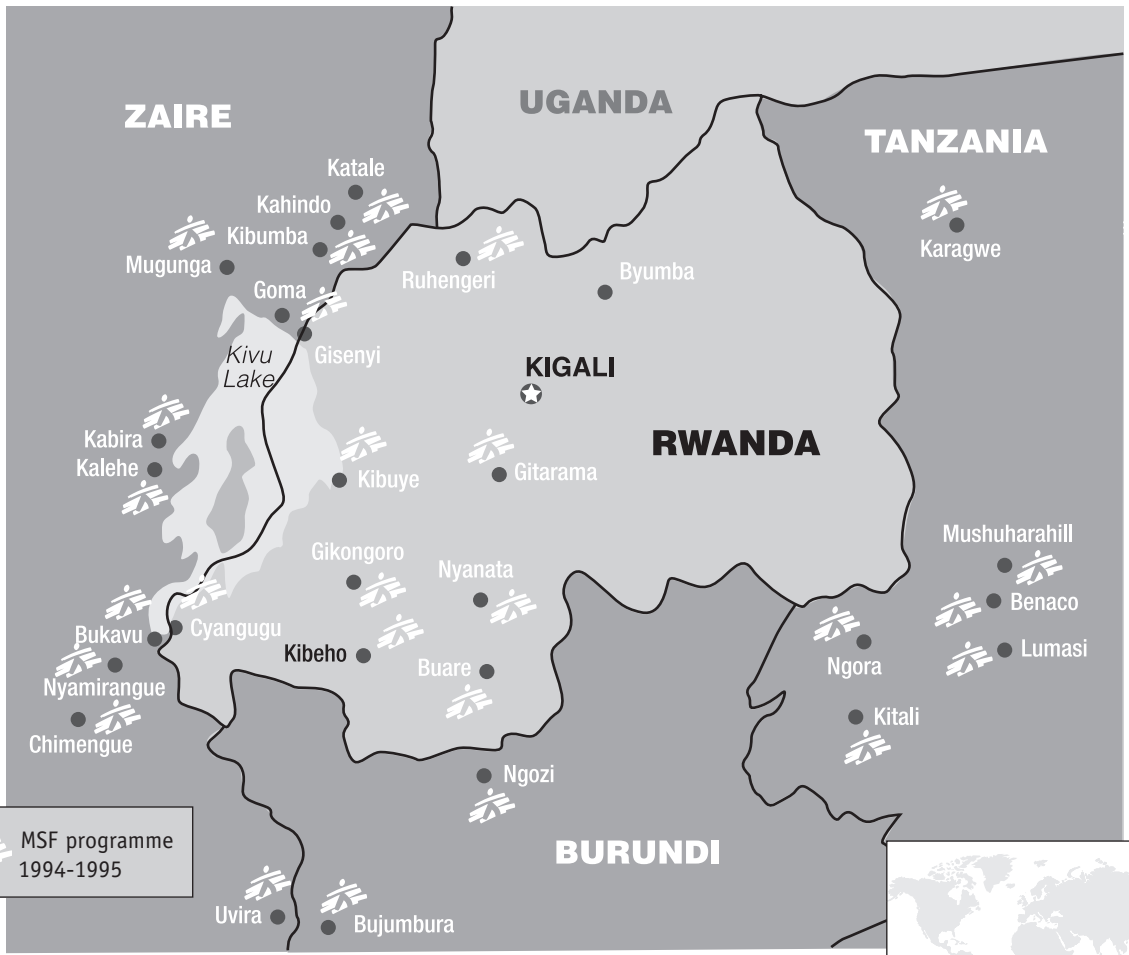 ZAIRE
UGANDA
TANZANIA
Katale
Kahindo
Kibumba
Mugunga
Goma
Ruhengeri
Byumba
Karagwe
Kivu
Lake
Gisenyi
KIGALI
RWANDA
Kabira
Kalehe
Kibuye
Gitarama
Gikongoro
Nyanata
Mushuharahill
Benaco
Bukavu
Cyangugu
Kibeho
Buare
Ngora
Lumasi
Nyamirangue
Chimengue
Kitali
Ngozi
MSF programme
1994-1995
BURUNDI
Uvira
Bujumbura